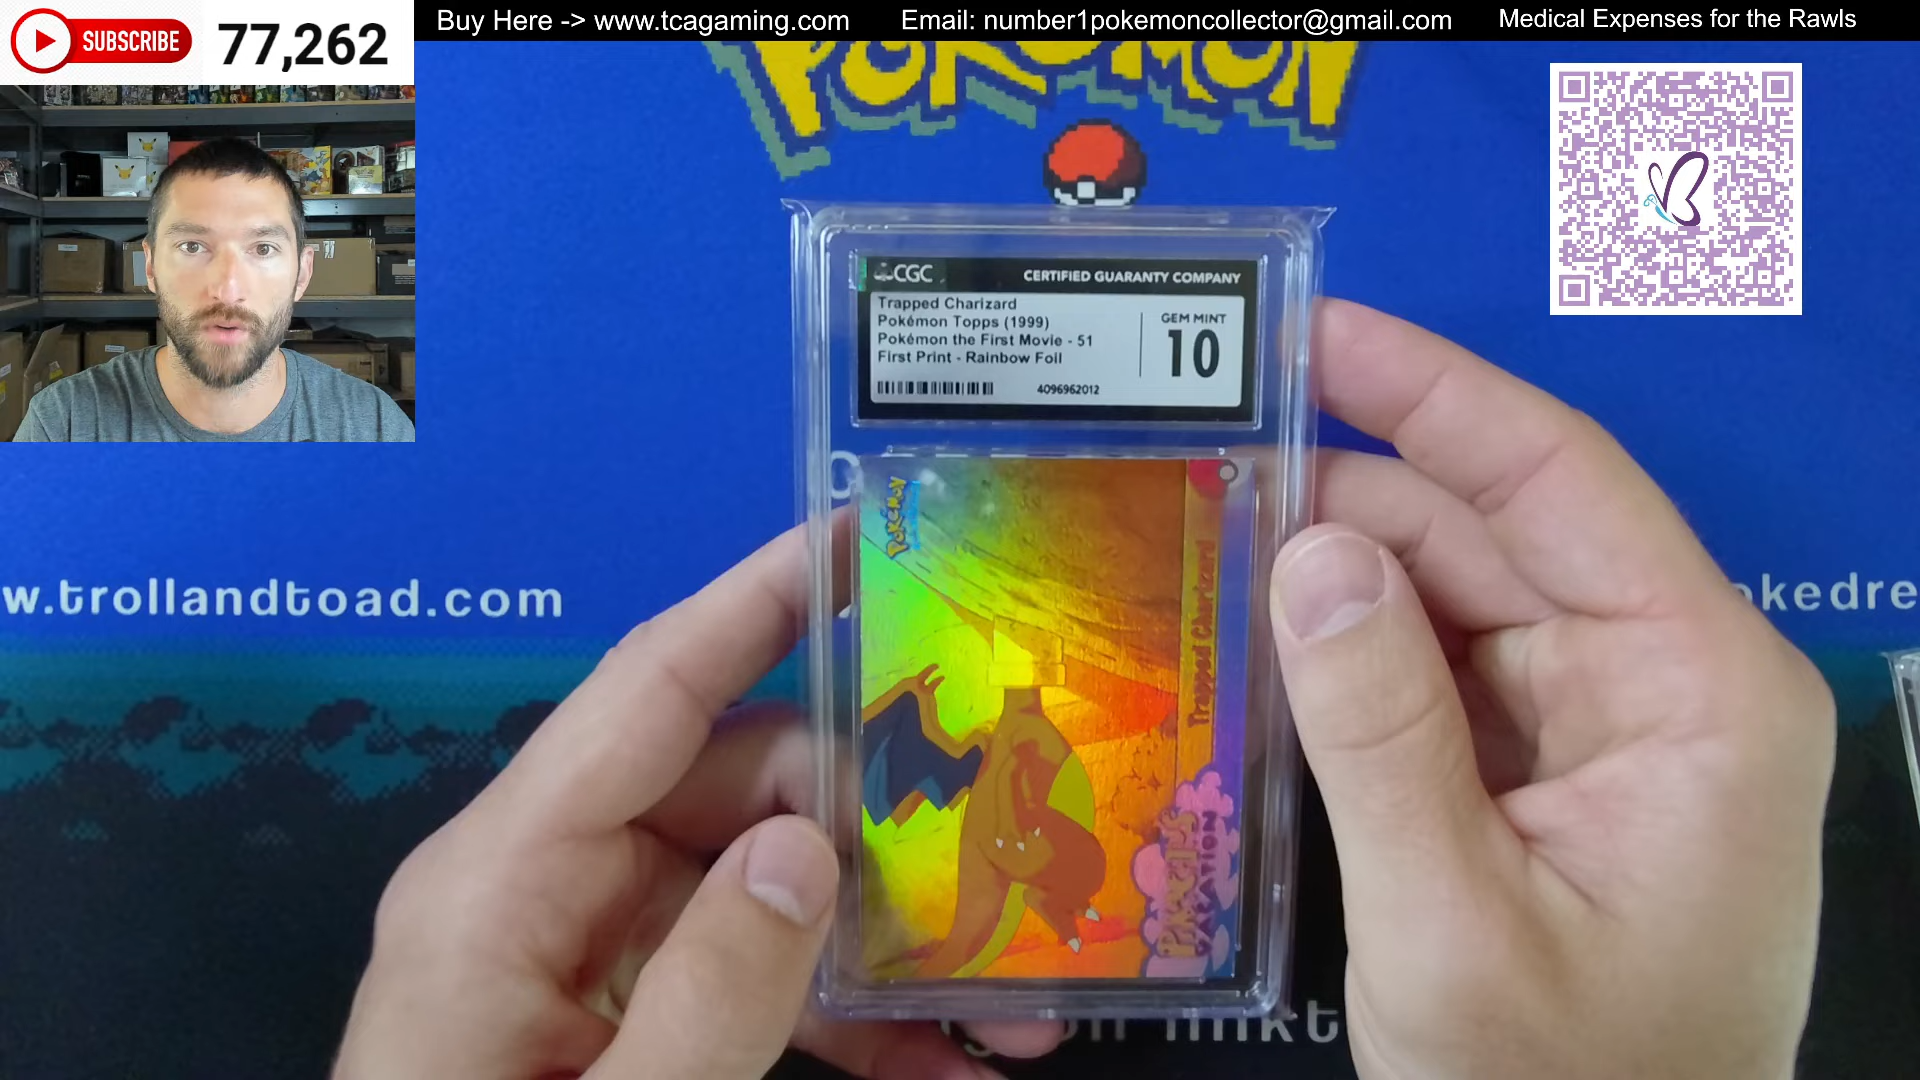 SUBSCRIBE
77,262
Buy Here -> www.tcagaming.com
Email: number1pokemoncollector@gmail.com
Medical Expenses for the Rawls
POKéMON
CGC
CERTIFIED GUARANTY COMPANY
Trapped Charizard
Pokémon Topps (1999)
Pokémon the First Movie - 51
First Print - Rainbow Foil
GEM MINT
10
4096962012
POKéMON
Trapped Charizard
w.trollandtoad.com
okedre